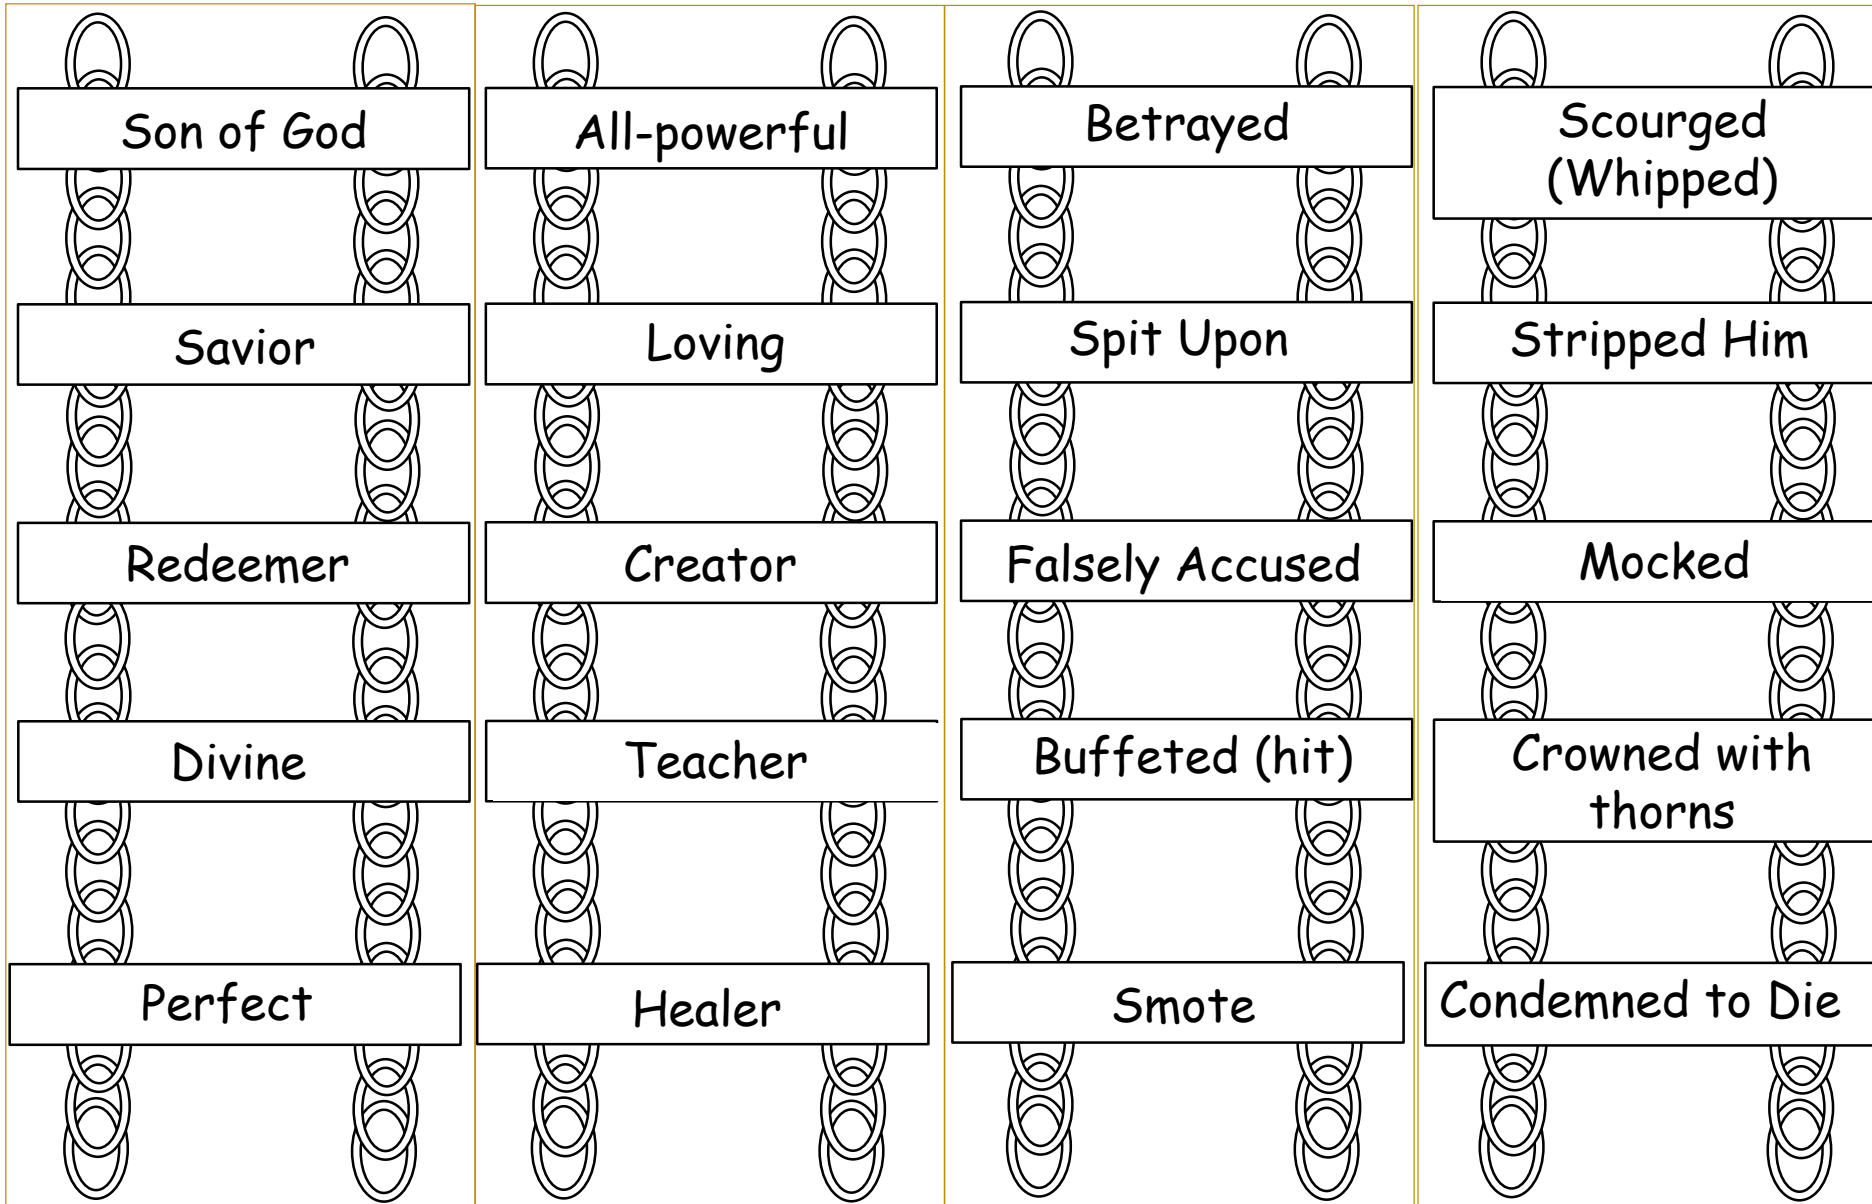 Son of God
Savior
Redeemer
Divine
Perfect
All-powerful
Loving
Creator
Teacher
Healer
Betrayed
Spit Upon
Falsely Accused
Buffeted (hit)
Smote
Scourged
(Whipped)
Stripped Him
Mocked
Crowned with
thorns
Condemned to Die